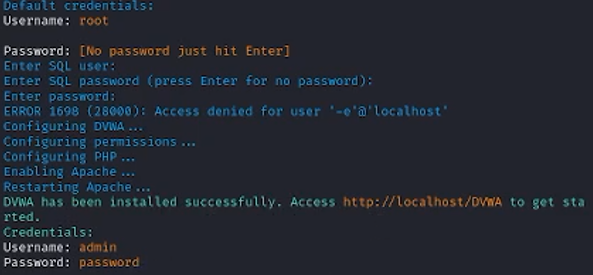 Default credentials:
Username: root
Password: [No password just hit Enter]
Enter SQL user:
Enter SQL password (press Enter for no password):
Enter password:
ERROR 1698 (28000): Access denied for user '-e'@'localhost'
Configuring DVWA...
Configuring permissions...
Configuring PHP...
Enabling Apache...
Restarting Apache...
DVWA has been installed successfully. Access http://localhost/DVWA to get sta
rted.
Credentials:
Username: admin
Password: password